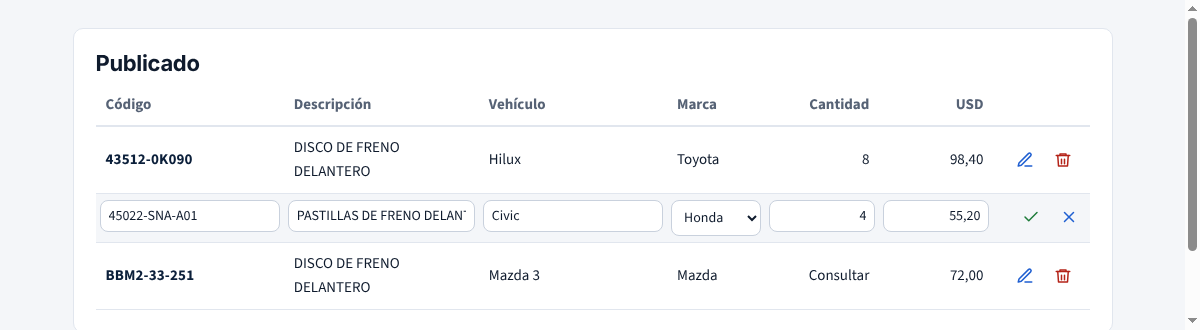 Publicado
Código Descripción Vehículo Marca Cantidad USD
43512-0K090 DISCO DE FRENO DELANTERO Hilux Toyota 8 98,40
45022-SNA-A01 PASTILLAS DE FRENO DELAN Civic Honda 4 55,20
BBM2-33-251 DISCO DE FRENO DELANTERO Mazda 3 Mazda Consultar 72,00